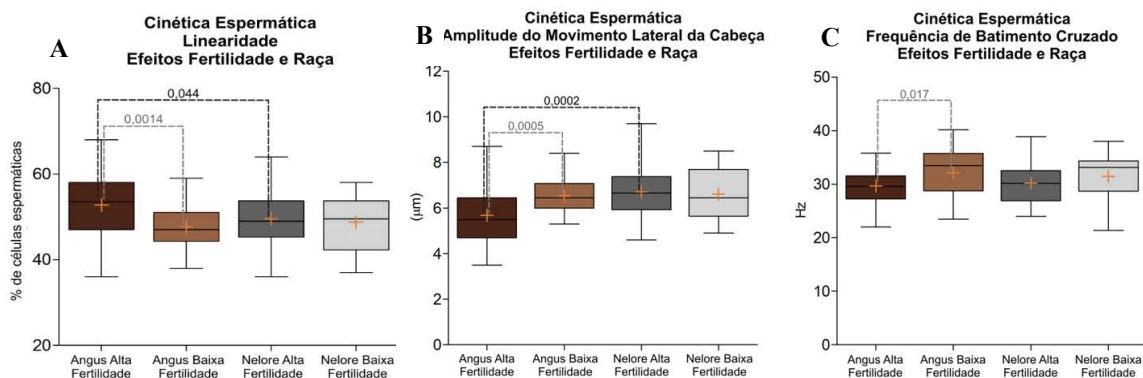 A
Cinética Espermática
Linearidade
Efeitos Fertilidade e Raça
% de células espermáticas
80
60
40
20
0,044
0,0014
Angus Alta
Fertilidade
Angus Baixa
Fertilidade
Nelore Alta
Fertilidade
Nelore Baixa
Fertilidade
B
Cinética Espermática
Amplitude do Movimento Lateral da Cabeça
Efeitos Fertilidade e Raça
(µm)
12
10
8
6
4
2
0
0,0002
0,0005
Angus Alta
Fertilidade
Angus Baixa
Fertilidade
Nelore Alta
Fertilidade
Nelore Baixa
Fertilidade
C
Cinética Espermática
Frequência de Batimento Cruzado
Efeitos Fertilidade e Raça
Hz
50
40
30
20
10
0
0,017
Angus Alta
Fertilidade
Angus Baixa
Fertilidade
Nelore Alta
Fertilidade
Nelore Baixa
Fertilidade